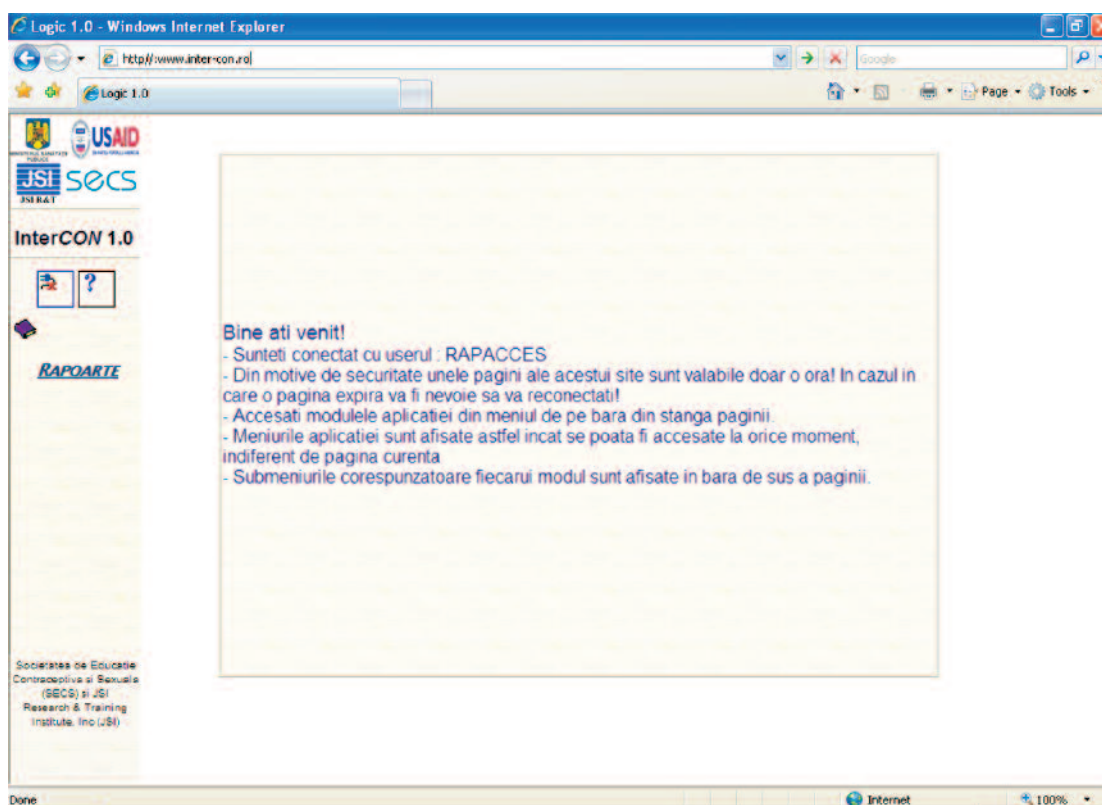 Logic 1.0 - Windows Internet Explorer
http//:www.inter-con.ro
Google
Logic 1.0
Page
Tools
USAID
JSI secs
JSI R&T
InterCON 1.0
?
RAPOARTE
Bine ati venit!
- Sunteti conectat cu userul : RAPACCES
- Din motive de securitate unele pagini ale acestui site sunt valabile doar o ora! In cazul in
care o pagina expira va fi nevoie sa va reconectati!
- Accesati modulele aplicatiei din meniul de pe bara din stanga paginii.
- Meniurile aplicatiei sunt afisate astfel incat se poata fi accesate la orice moment,
indiferent de pagina curenta
- Submeniurile corespunzatoare fiecarui modul sunt afisate in bara de sus a paginii.
Societatea de Educatie
Contraceptiva si Sexuala
(SECS) si JSI
Research & Training
Institute, Inc (JSI)
Done
Internet
100%